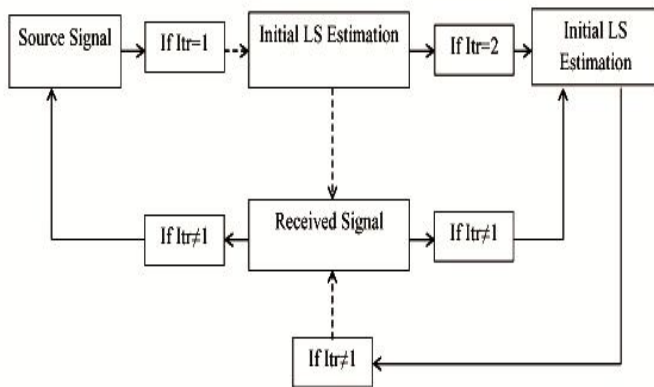 Source Signal
If Itr=1
Initial LS Estimation
If Itr=2
Initial LS
Estimation
If Itr≠1
Received Signal
If Itr≠1
If Itr≠1